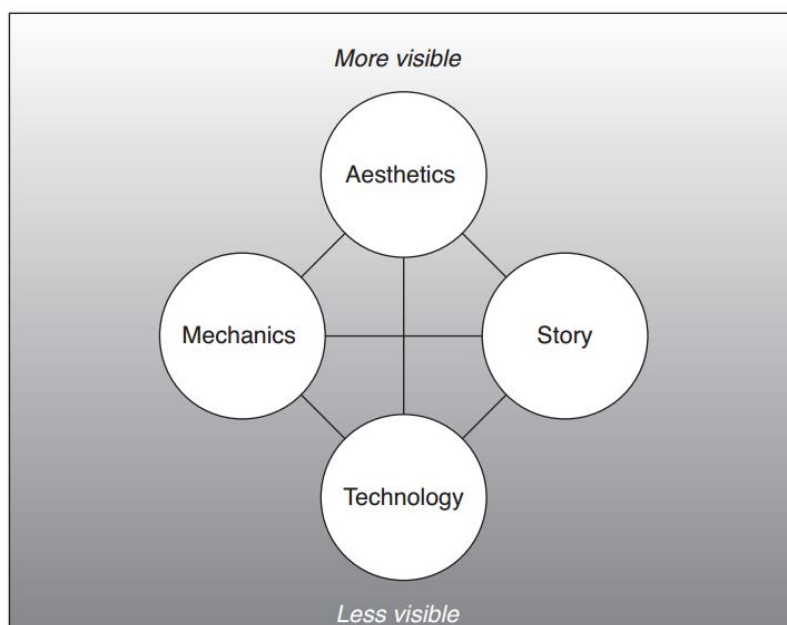 More visible
Aesthetics
Mechanics
Story
Technology
Less visible